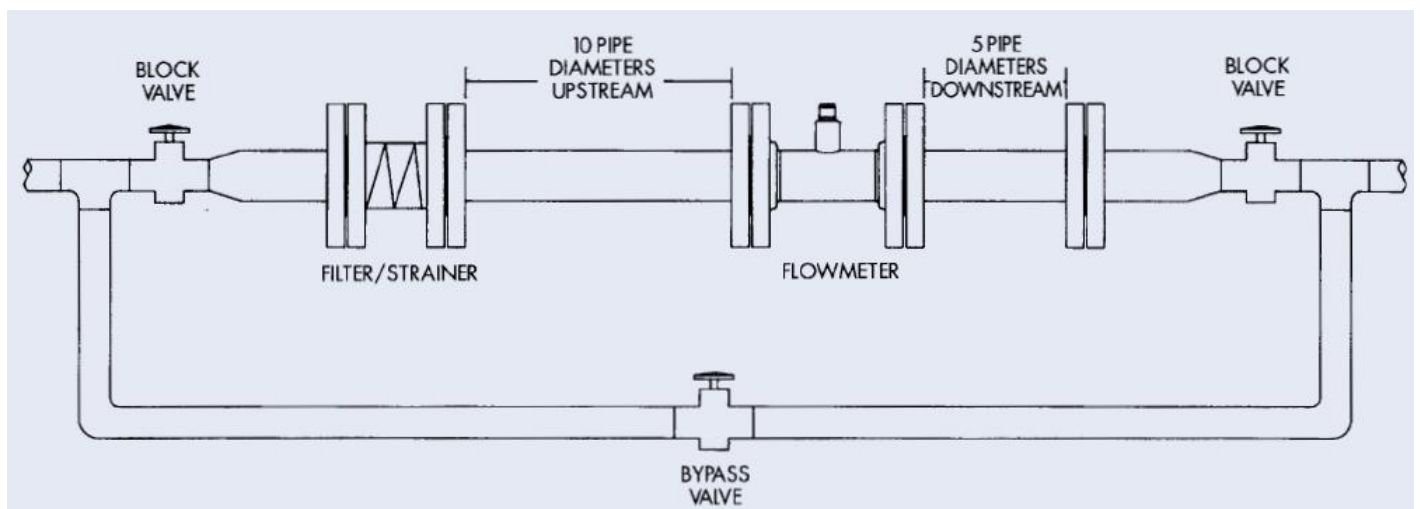 BLOCK
VALVE
10 PIPE
DIAMETERS
UPSTREAM
5 PIPE
DIAMETERS
DOWNSTREAM
BLOCK
VALVE
FILTER/STRAINER
FLOWMETER
BYPASS
VALVE